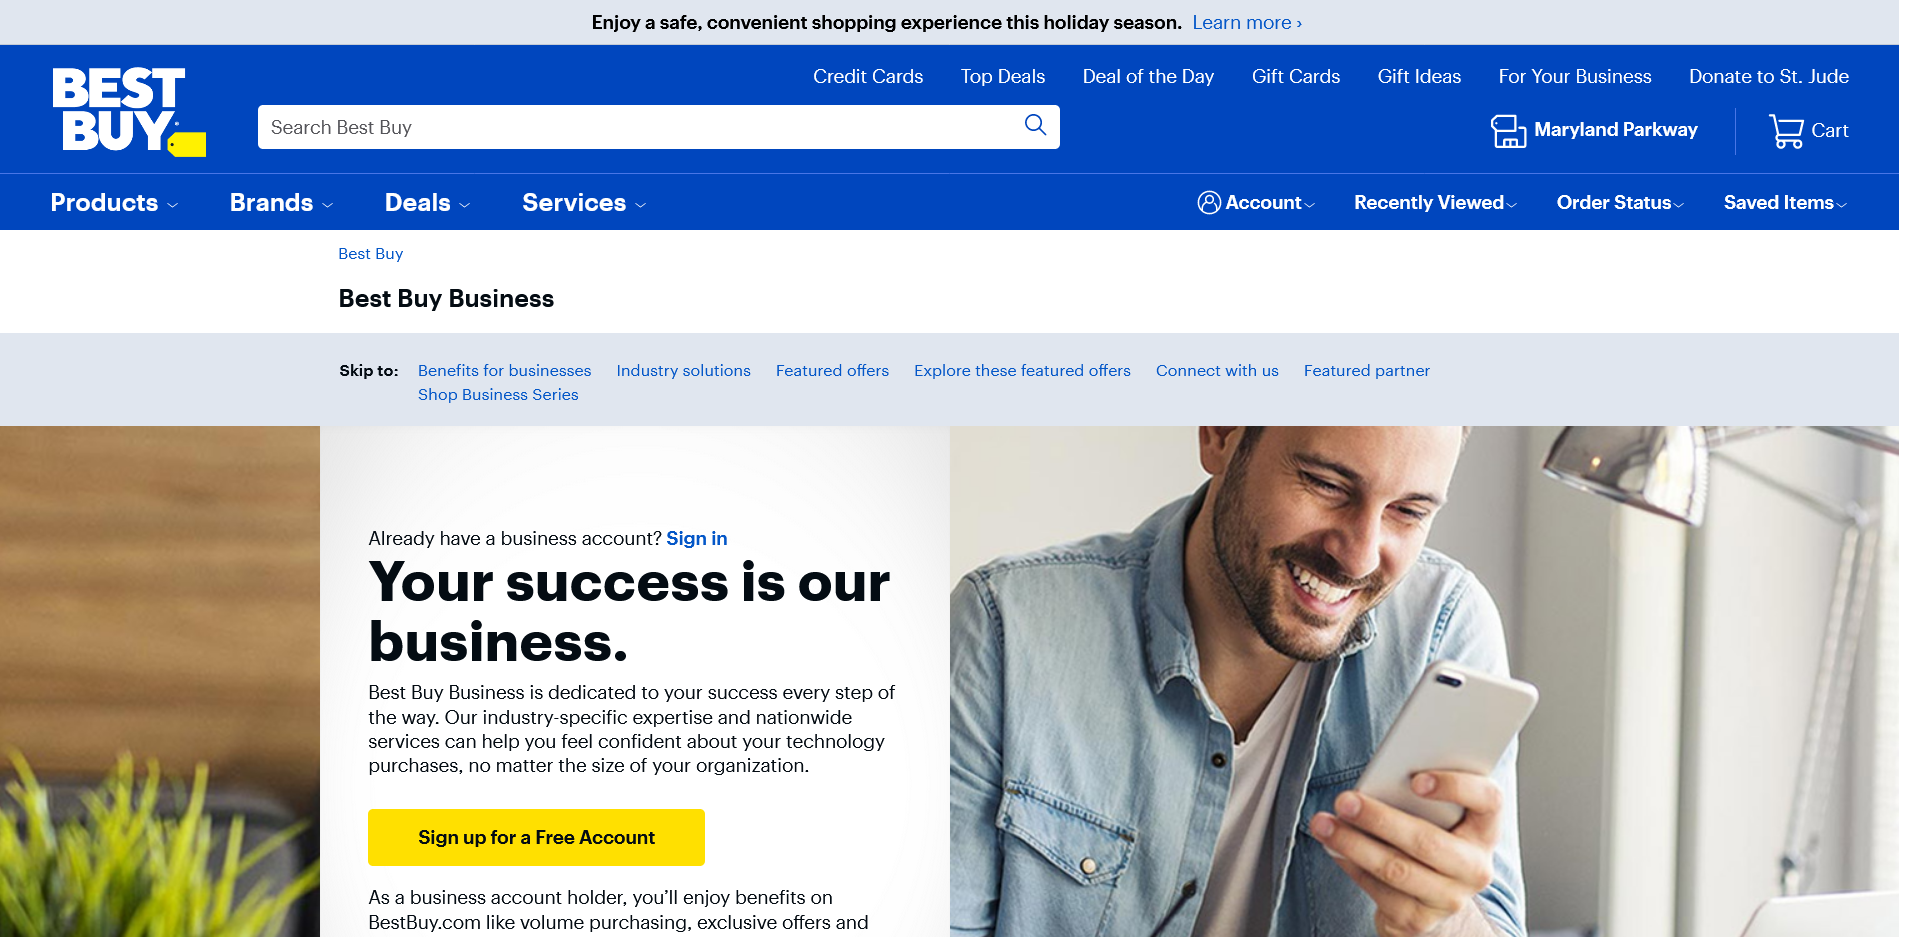 Enjoy a safe, convenient shopping experience this holiday season. Learn more ›
BEST
BUY
Credit Cards Top Deals Deal of the Day Gift Cards Gift Ideas For Your Business Donate to St. Jude
Search Best Buy
Maryland Parkway
Cart
Products Brands Deals Services Account Recently Viewed Order Status Saved Items
Best Buy
Best Buy Business
Skip to: Benefits for businesses Industry solutions Featured offers Explore these featured offers Connect with us Featured partner
Shop Business Series
Already have a business account? Sign in
Your success is our
business.
Best Buy Business is dedicated to your success every step of
the way. Our industry-specific expertise and nationwide
services can help you feel confident about your technology
purchases, no matter the size of your organization.
Sign up for a Free Account
As a business account holder, you’ll enjoy benefits on
BestBuy.com like volume purchasing, exclusive offers and